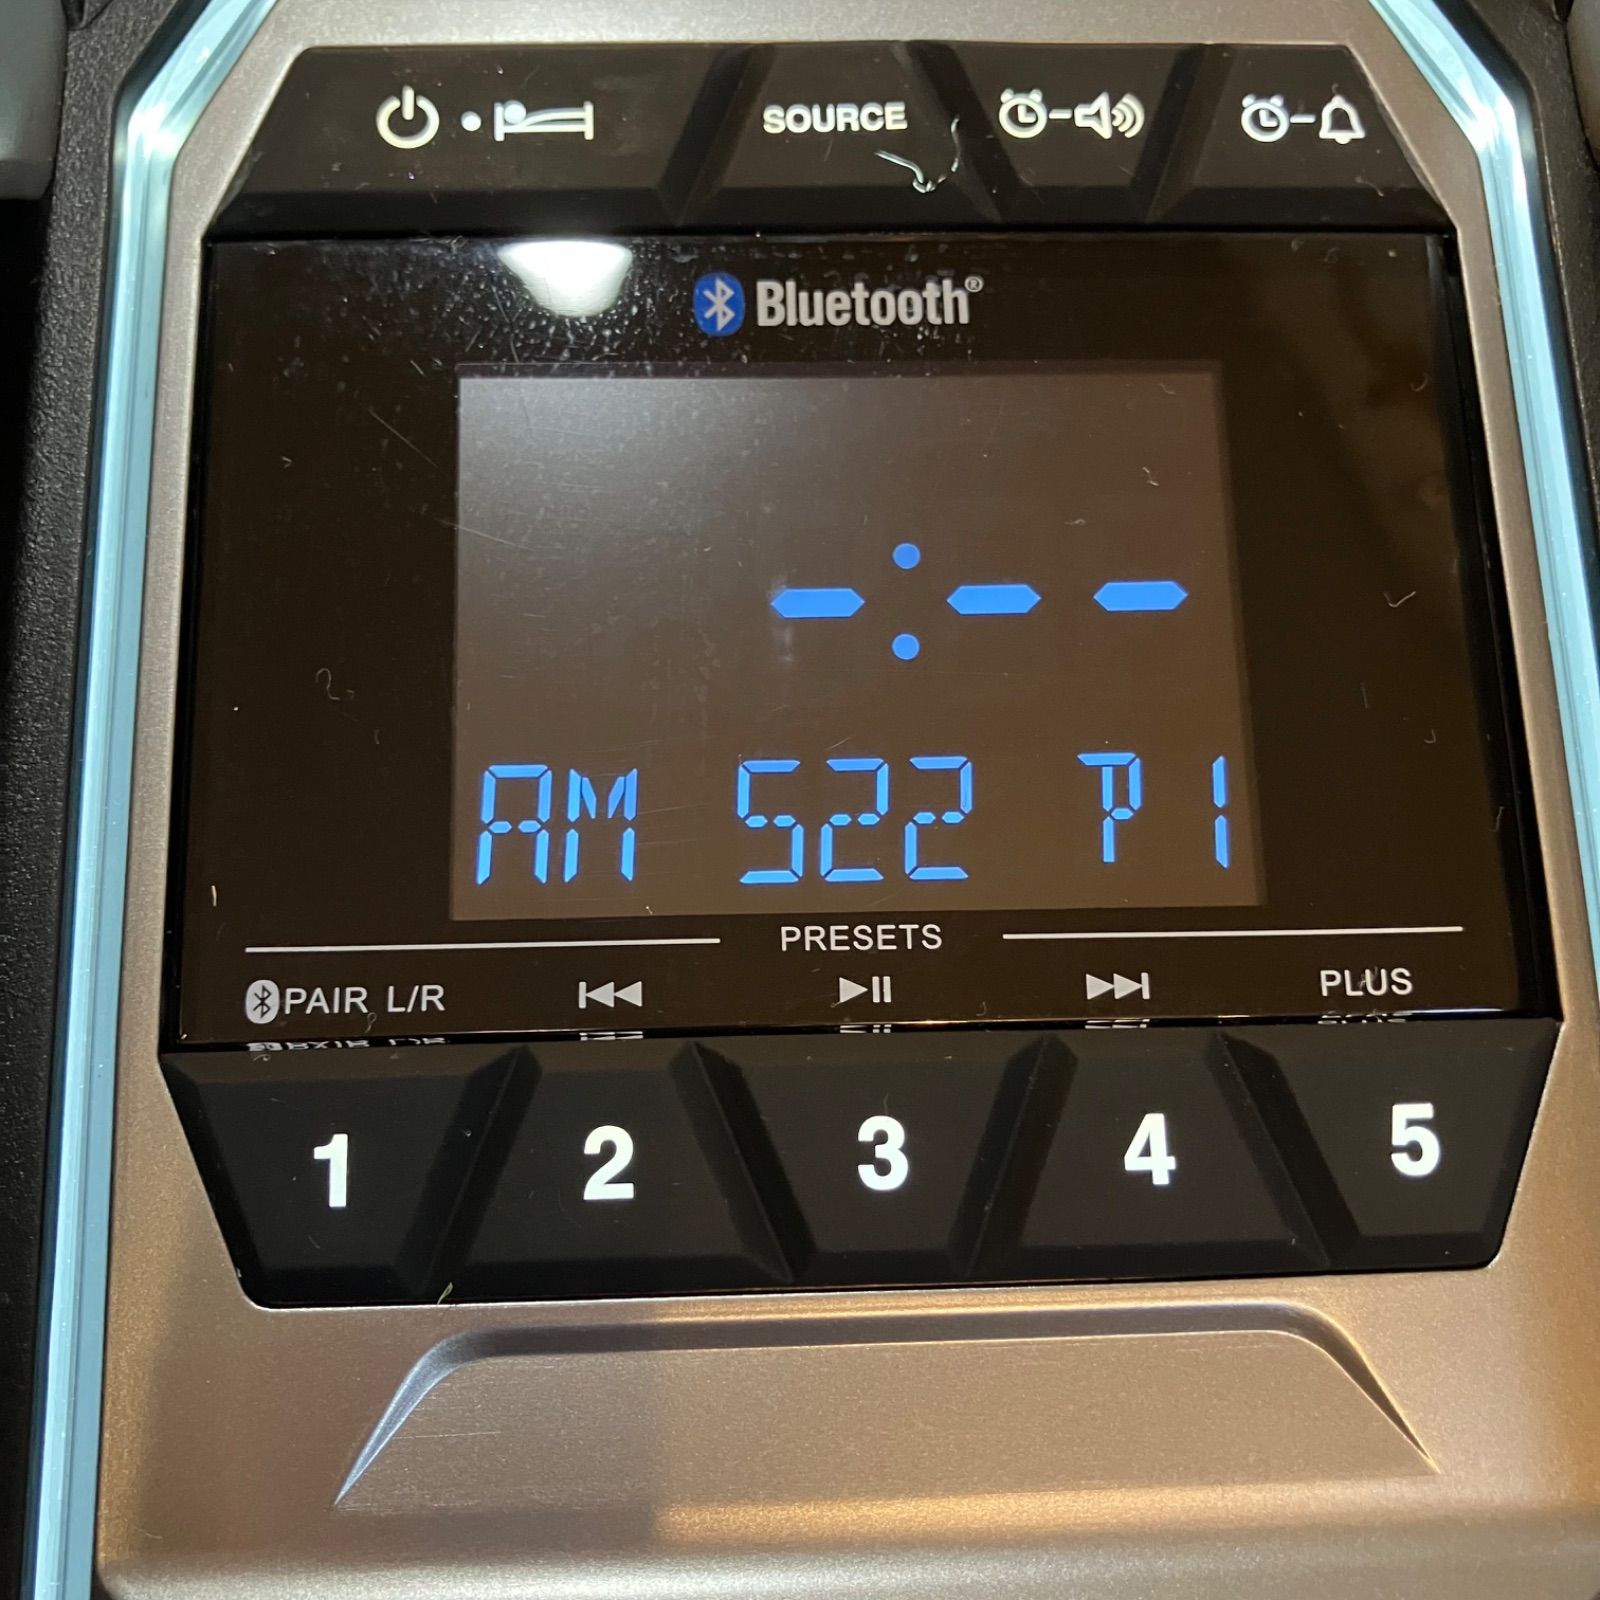 SOURCE
Bluetooth®
-:--
AM 522 P1
PRESETS
PAIR L/R
PLUS
1 2 3 4 5